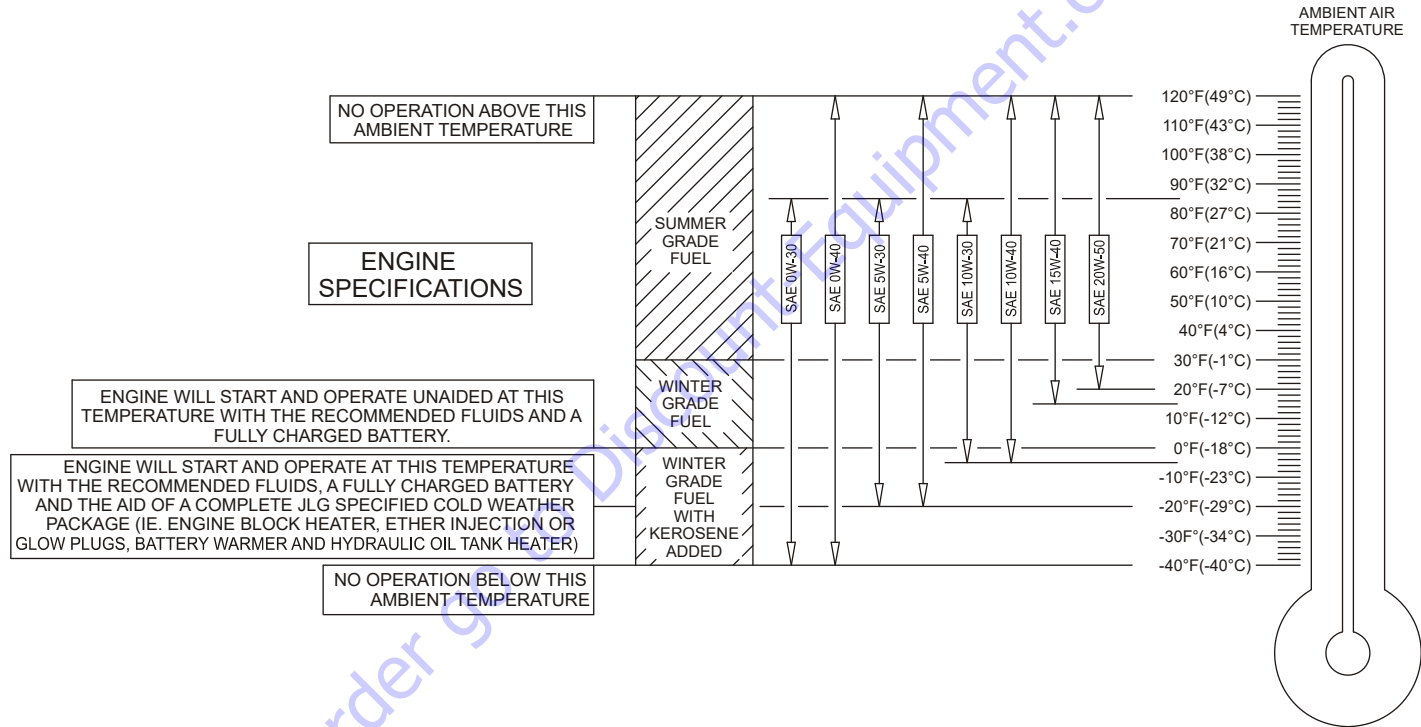 AMBIENT AIR
TEMPERATURE
NO OPERATION ABOVE THIS
AMBIENT TEMPERATURE
120°F(49°C)
110°F(43°C)
100°F(38°C)
90°F(32°C)
80°F(27°C)
70°F(21°C)
60°F(16°C)
50°F(10°C)
40°F(4°C)
30°F(-1°C)
20°F(-7°C)
10°F(-12°C)
0°F(-18°C)
-10°F(-23°C)
-20°F(-29°C)
-30F°(-34°C)
-40°F(-40°C)
SUMMER
GRADE
FUEL
ENGINE
SPECIFICATIONS
SAE 0W-30
SAE 0W-40
SAE 5W-30
SAE 5W-40
SAE 10W-30
SAE 10W-40
SAE 15W-40
SAE 20W-50
ENGINE WILL START AND OPERATE UNAIDED AT THIS
TEMPERATURE WITH THE RECOMMENDED FLUIDS AND A
FULLY CHARGED BATTERY.
WINTER
GRADE
FUEL
ENGINE WILL START AND OPERATE AT THIS TEMPERATURE
WITH THE RECOMMENDED FLUIDS, A FULLY CHARGED BATTERY
AND THE AID OF A COMPLETE JLG SPECIFIED COLD WEATHER
PACKAGE (IE. ENGINE BLOCK HEATER, ETHER INJECTION OR
GLOW PLUGS, BATTERY WARMER AND HYDRAULIC OIL TANK HEATER)
WINTER
GRADE
FUEL
WITH
KEROSENE
ADDED
NO OPERATION BELOW THIS
AMBIENT TEMPERATURE
order go to Discount-Equipment.c